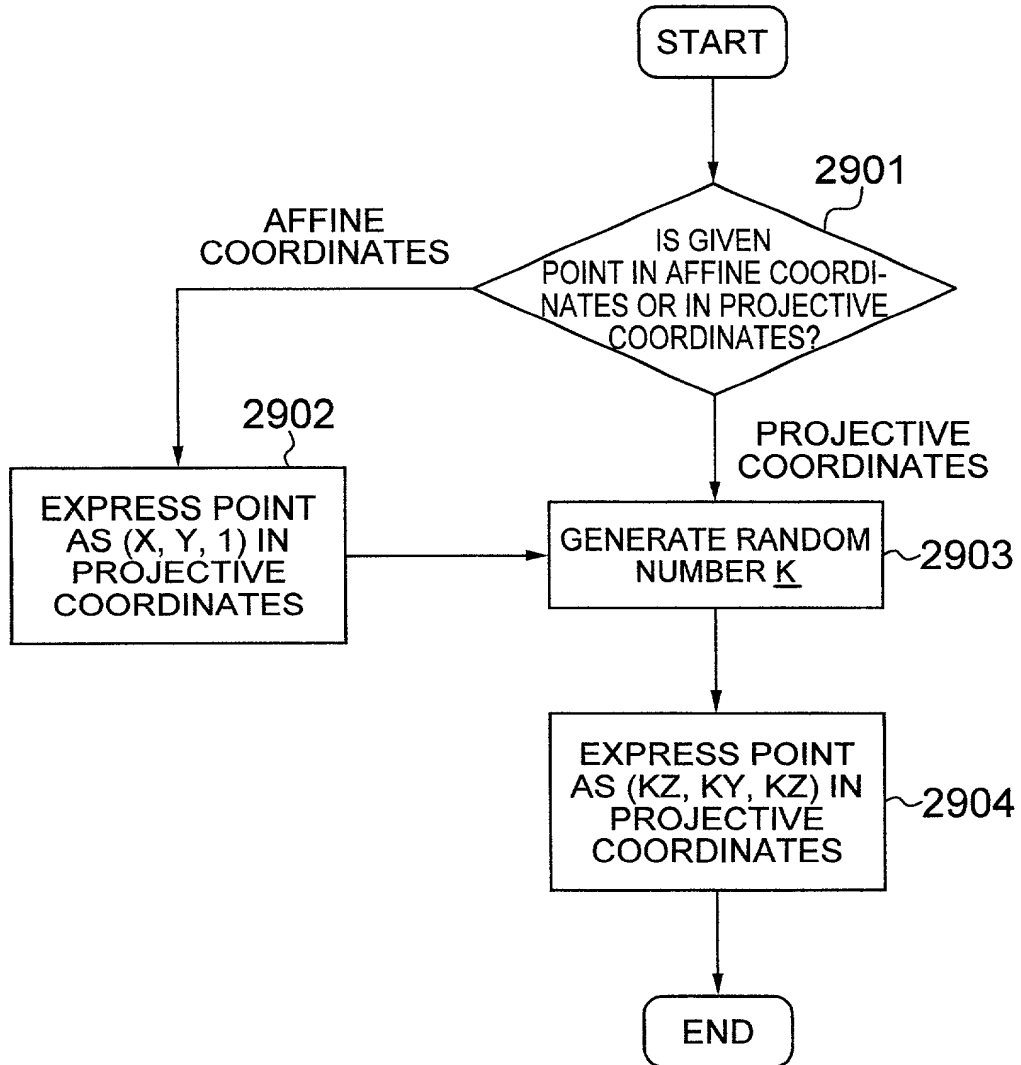 START
2901
AFFINE
COORDINATES
IS GIVEN
POINT IN AFFINE COORDI-
NATES OR IN PROJECTIVE
COORDINATES?
2902
PROJECTIVE
COORDINATES
EXPRESS POINT
AS (X, Y, 1) IN
PROJECTIVE
COORDINATES
GENERATE RANDOM
NUMBER K
2903
EXPRESS POINT
AS (KZ, KY, KZ) IN
PROJECTIVE
COORDINATES
2904
END